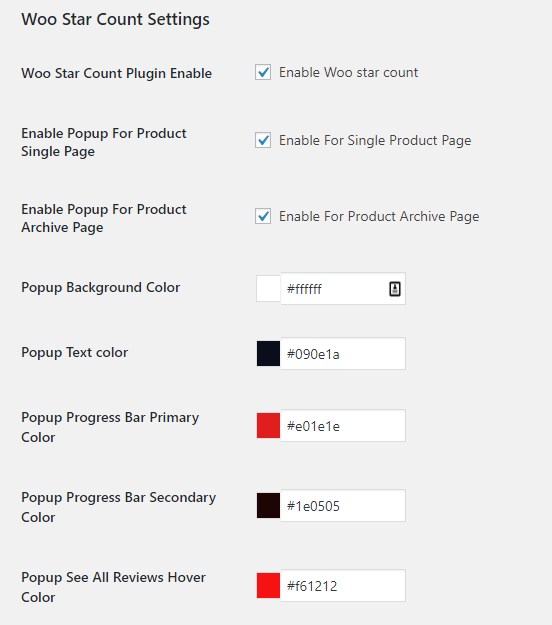 Woo Star Count Settings
Woo Star Count Plugin Enable
Enable Woo star count
Enable Popup For Product
Single Page
Enable For Single Product Page
Enable Popup For Product
Archive Page
Enable For Product Archive Page
Popup Background Color
#ffffff
Popup Text color
#090e1a
Popup Progress Bar Primary
Color
#e01e1e
Popup Progress Bar Secondary
Color
#1e0505
Popup See All Reviews Hover
Color
#f61212